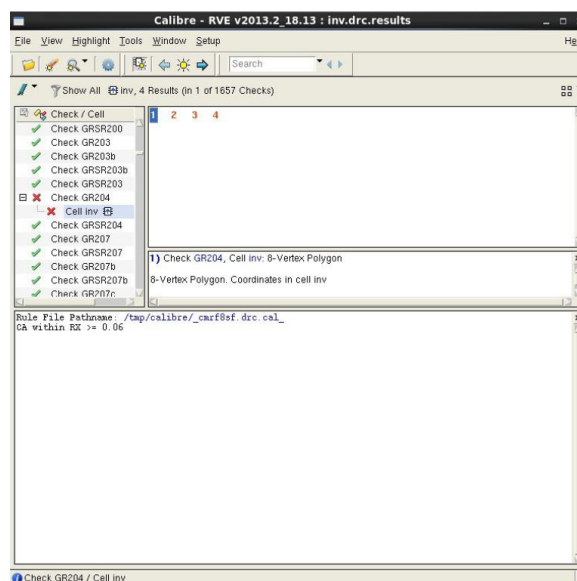 Calibre - RVE v2013.2_18.13 : inv.drc.results
File View Highlight Tools Window Setup He
Search
Show All inv, 4 Results (in 1 of 1657 Checks)
Check / Cell
Check GRSR200
Check GR203
Check GR203b
Check GRSR203b
Check GRSR203
Check GR204
Cell inv
Check GRSR204
Check GR207
Check GRSR207
Check GR207b
Check GRSR207b
Check GR207c
1 2 3 4
1) Check GR204, Cell inv: 8-Vertex Polygon
8-Vertex Polygon. Coordinates in cell inv
Rule File Pathname: /tmp/calibre/_cmrf8sf.drc.cal_
CA within RX >= 0.06
Check GR204 / Cell inv